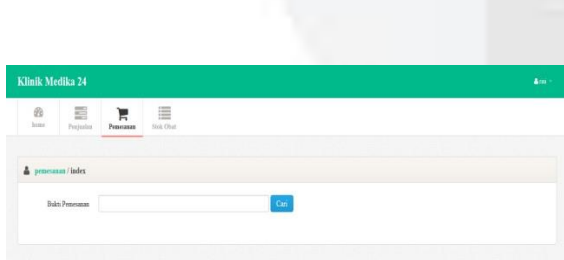 Klinik Medika 24
home Penjualan Pemesanan Stok Obat
pemesanan / index
Bukti Pemesanan Cari